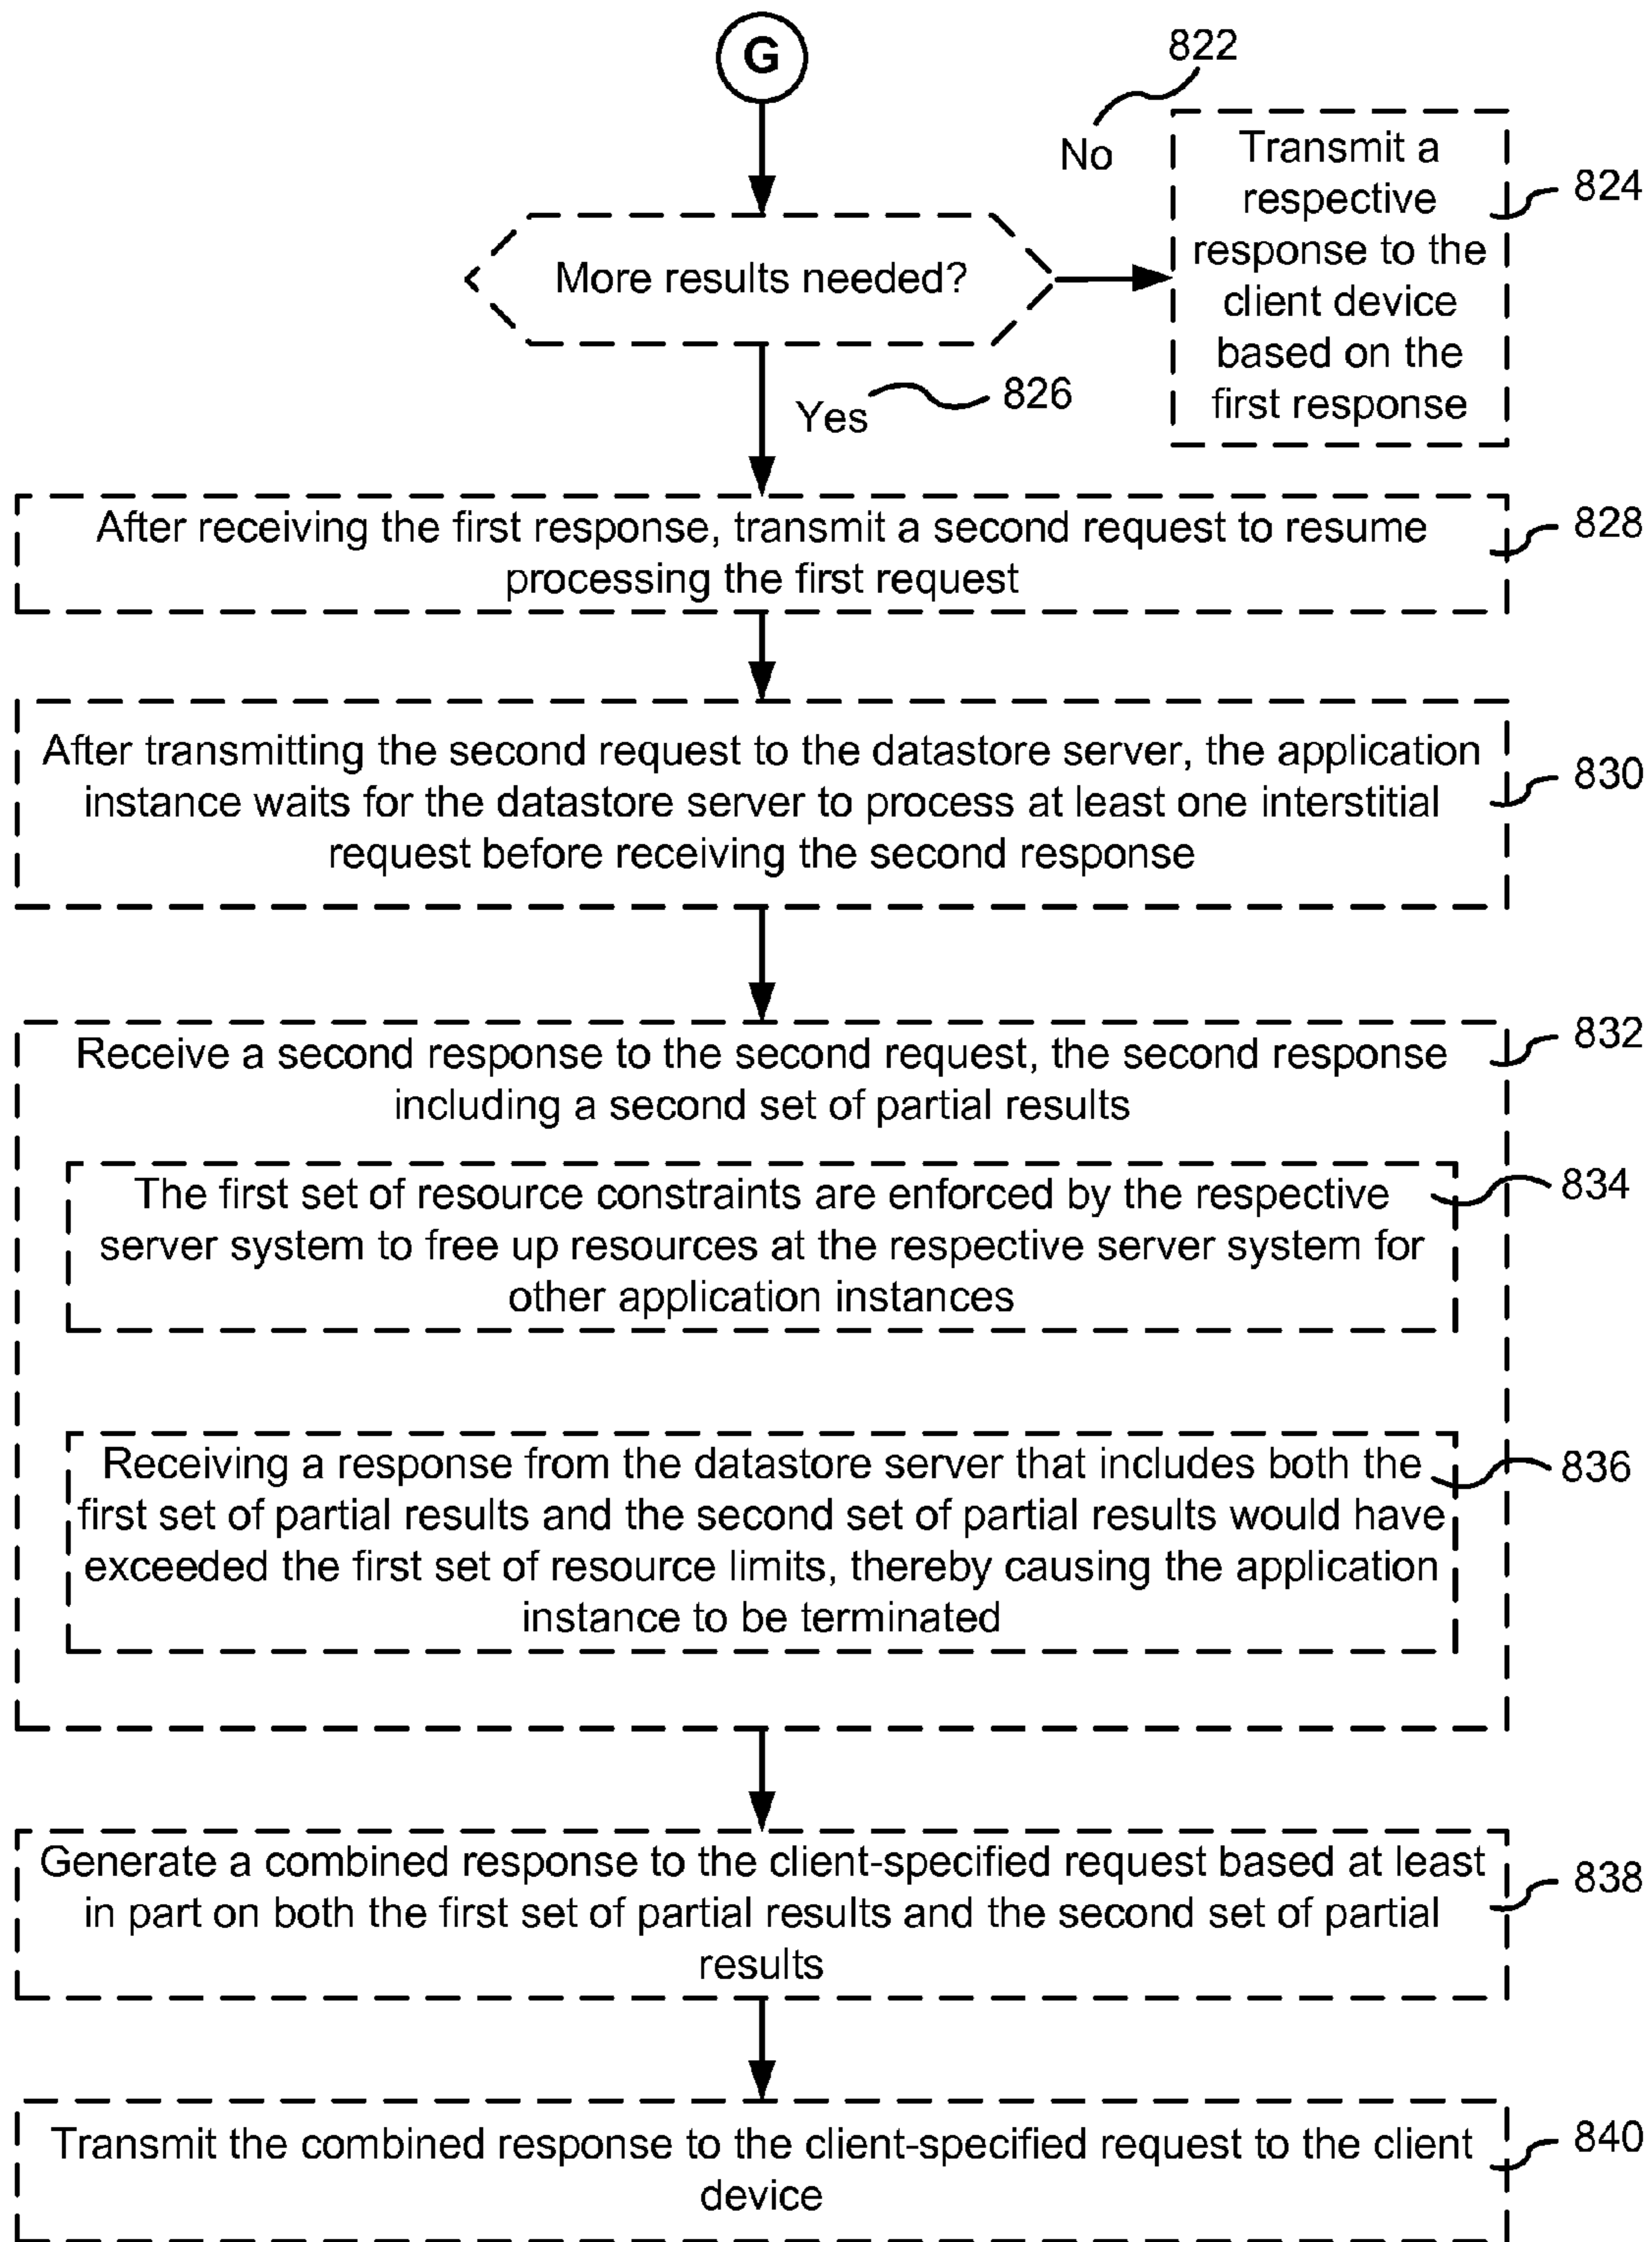 G
822
No
Transmit a
respective
response to the
client device
based on the
first response
824
More results needed?
Yes
826
After receiving the first response, transmit a second request to resume
processing the first request
828
After transmitting the second request to the datastore server, the application
instance waits for the datastore server to process at least one interstitial
request before receiving the second response
830
Receive a second response to the second request, the second response
including a second set of partial results
832
The first set of resource constraints are enforced by the respective
server system to free up resources at the respective server system for
other application instances
834
Receiving a response from the datastore server that includes both the
first set of partial results and the second set of partial results would have
exceeded the first set of resource limits, thereby causing the application
instance to be terminated
836
Generate a combined response to the client-specified request based at least
in part on both the first set of partial results and the second set of partial
results
838
Transmit the combined response to the client-specified request to the client
device
840